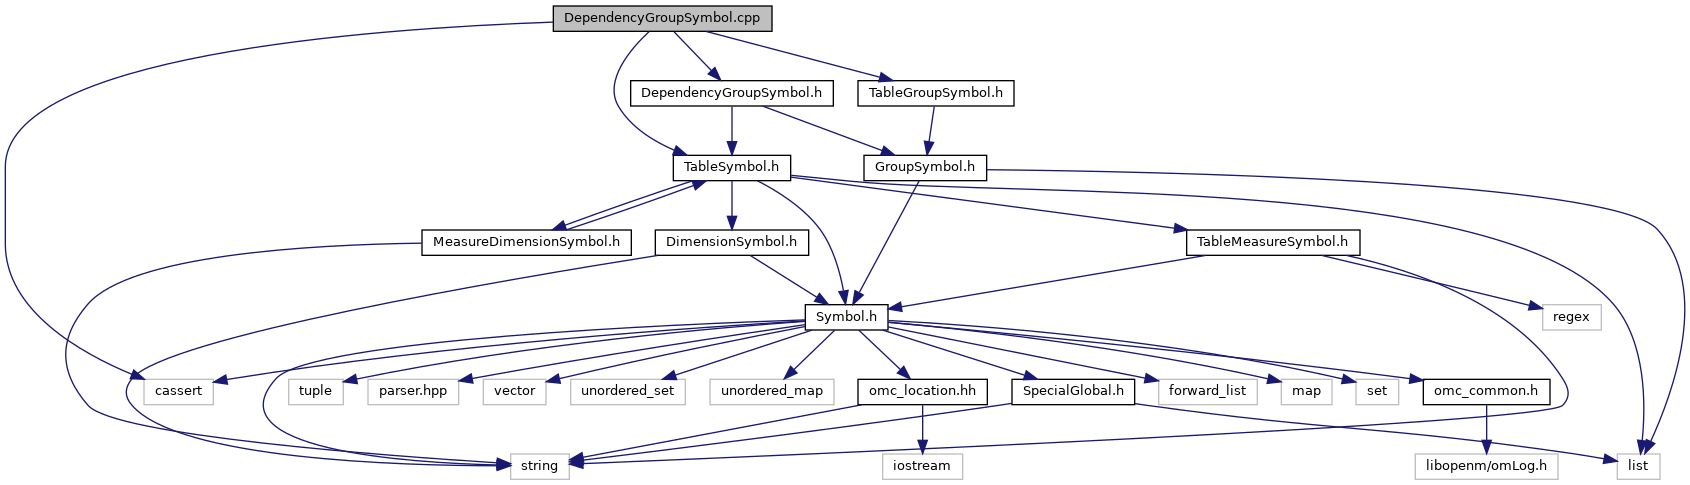 DependencyGroupSymbol.cpp
DependencyGroupSymbol.h
TableGroupSymbol.h
TableSymbol.h
GroupSymbol.h
MeasureDimensionSymbol.h
DimensionSymbol.h
TableMeasureSymbol.h
Symbol.h
regex
cassert
tuple
parser.hpp
vector
unordered_set
unordered_map
omc_location.hh
SpecialGlobal.h
forward_list
map
set
omc_common.h
string
iostream
libopenm/omLog.h
list